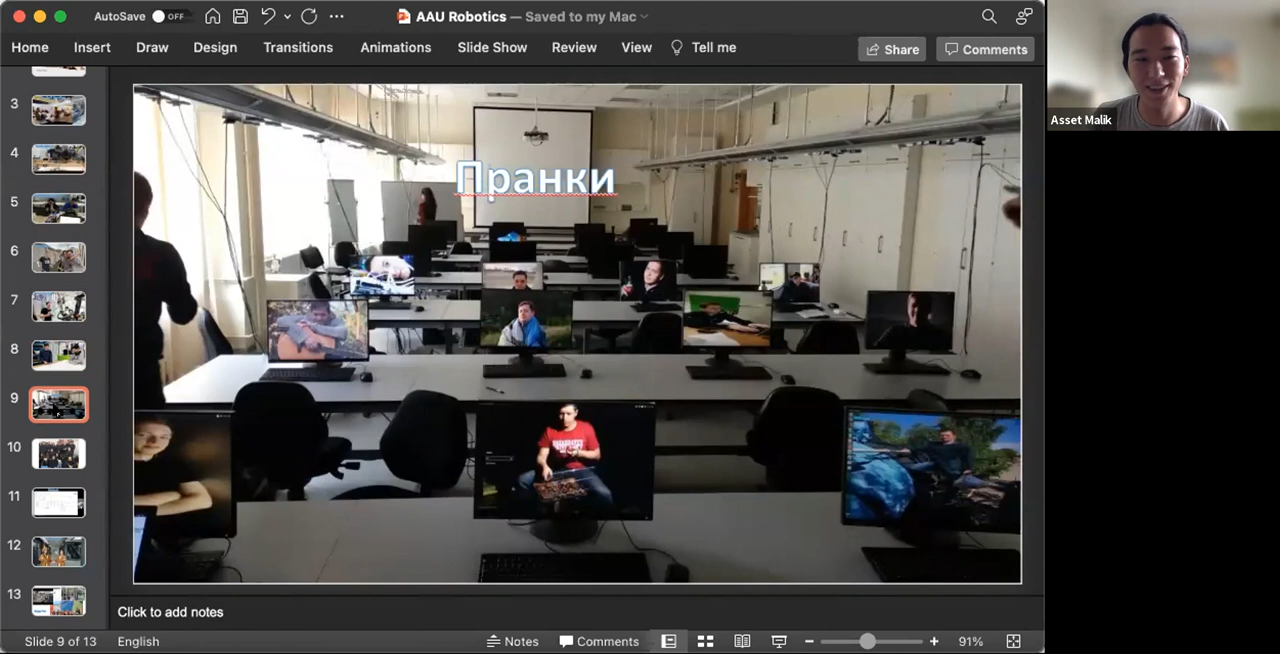 AutoSave OFF
AAU Robotics — Saved to my Mac
Home Insert Draw Design Transitions Animations Slide Show Review View Tell me
Share Comments
3
4
5
6
7
8
9
10
11
12
13
Пранки
Click to add notes
Slide 9 of 13 English Notes Comments 91%
Asset Malik